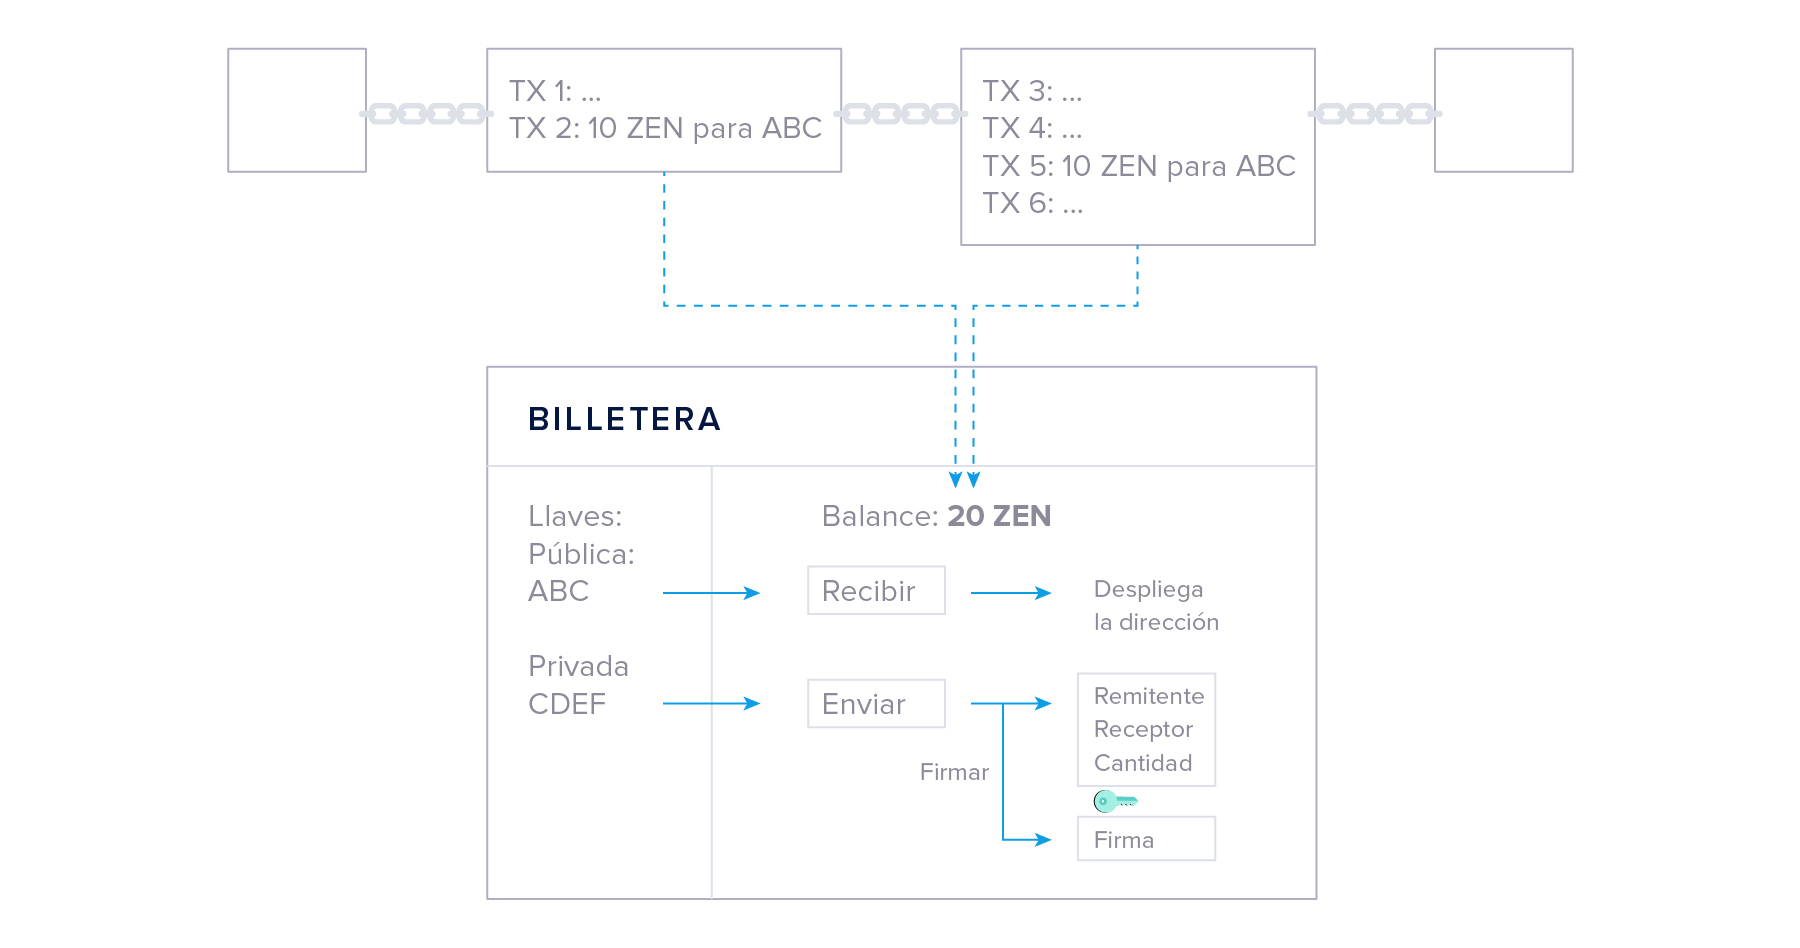 TX 1: ...
TX 2: 10 ZEN para ABC
TX 3: ...
TX 4: ...
TX 5: 10 ZEN para ABC
TX 6: ...
BILLETERA
Llaves:
Pública:
ABC
Privada
CDEF
Balance: 20 ZEN
Recibir
Despliega
la dirección
Enviar
Remitente
Receptor
Cantidad
Firmar
Firma